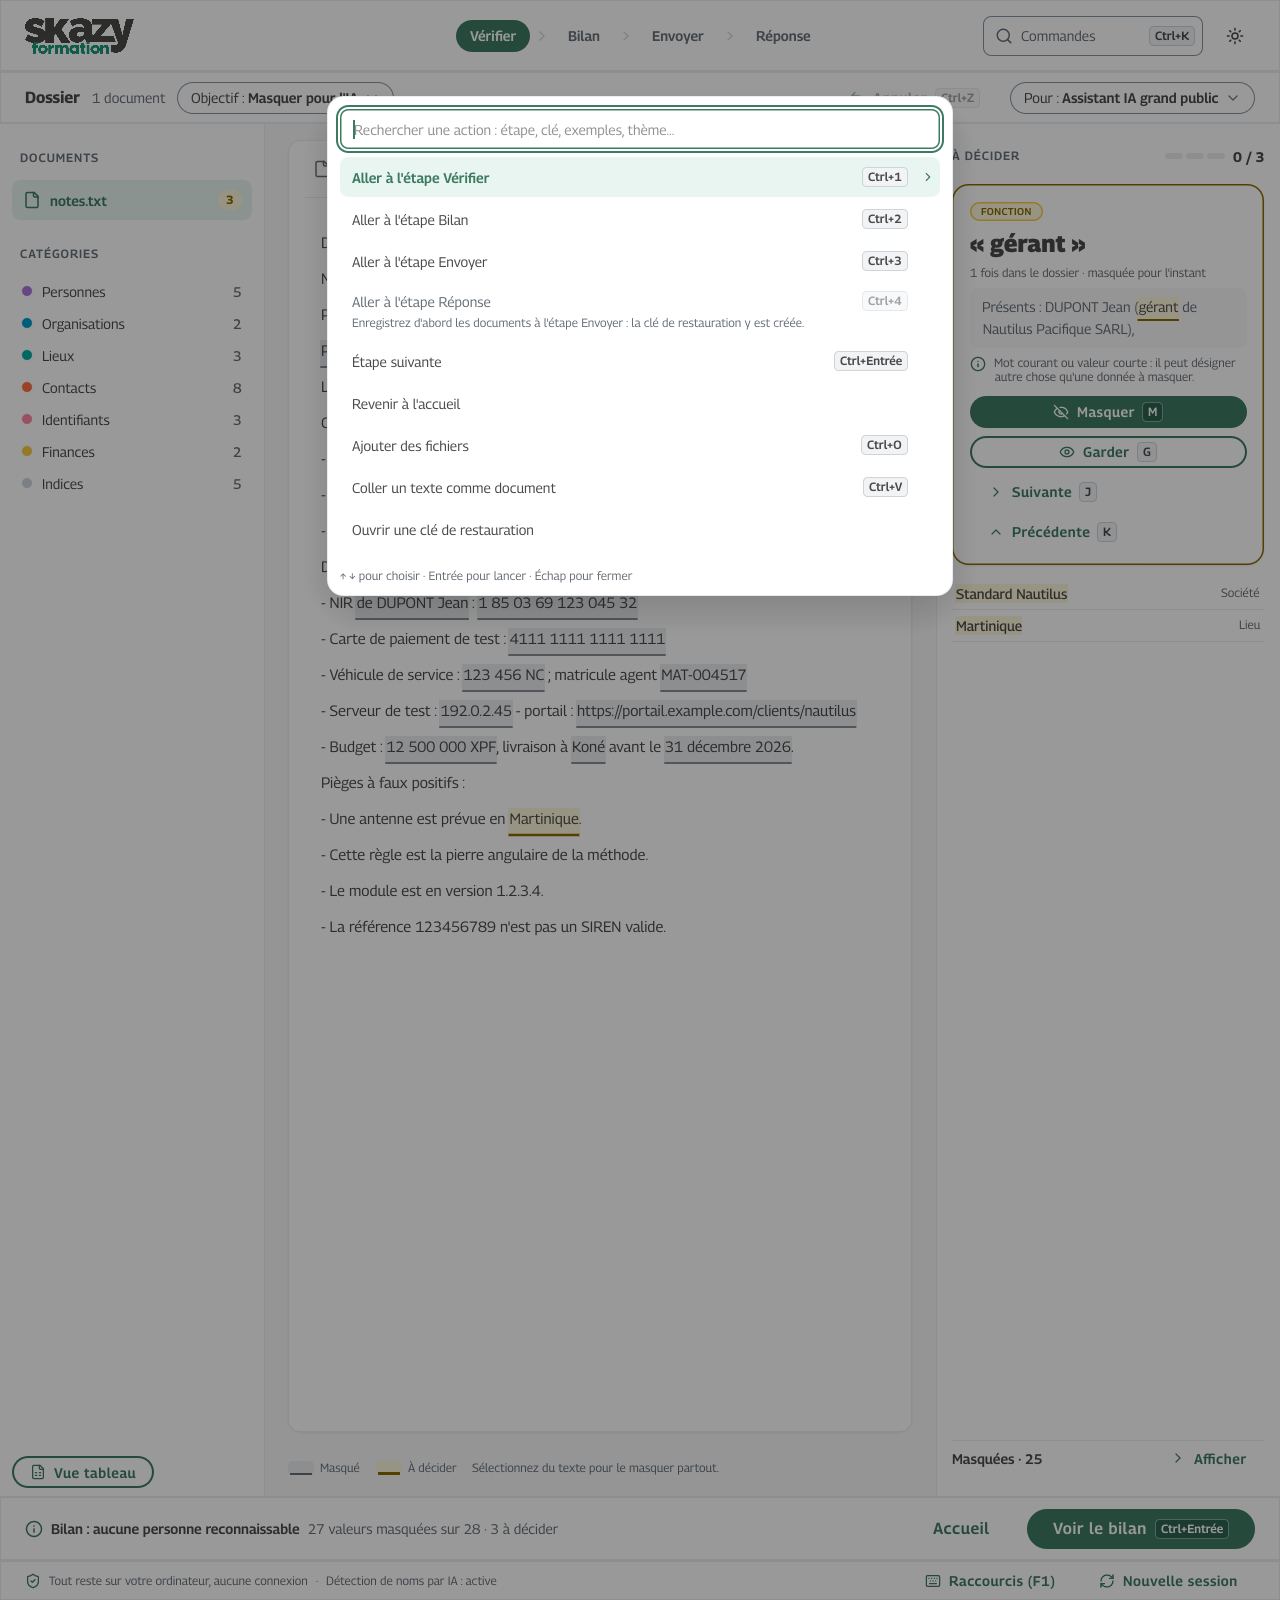 skazy
formation
Vérifier
Bilan
Envoyer
Réponse
Commandes Ctrl+K
Dossier 1 document Objectif : Masquer pour l'IA
Annuler Ctrl+Z
Pour : Assistant IA grand public
Rechercher une action : étape, clé, exemples, thème…
Aller à l'étape Vérifier Ctrl+1
Aller à l'étape Bilan Ctrl+2
Aller à l'étape Envoyer Ctrl+3
Aller à l'étape Réponse Ctrl+4
Enregistrez d'abord les documents à l'étape Envoyer : la clé de restauration y est créée.
Étape suivante Ctrl+Entrée
Revenir à l'accueil
Ajouter des fichiers Ctrl+O
Coller un texte comme document Ctrl+V
Ouvrir une clé de restauration
↑ ↓ pour choisir · Entrée pour lancer · Échap pour fermer
DOCUMENTS
notes.txt 3
CATÉGORIES
Personnes 5
Organisations 2
Lieux 3
Contacts 8
Identifiants 3
Finances 2
Indices 5
Vue tableau
- NIR de DUPONT Jean : 1 85 03 69 123 045 32
- Carte de paiement de test : 4111 1111 1111 1111
- Véhicule de service : 123 456 NC ; matricule agent MAT-004517
- Serveur de test : 192.0.2.45 - portail : https://portail.example.com/clients/nautilus
- Budget : 12 500 000 XPF, livraison à Koné avant le 31 décembre 2026.
Pièges à faux positifs :
- Une antenne est prévue en Martinique.
- Cette règle est la pierre angulaire de la méthode.
- Le module est en version 1.2.3.4.
- La référence 123456789 n'est pas un SIREN valide.
Masqué À décider Sélectionnez du texte pour le masquer partout.
À DÉCIDER 0 / 3
FONCTION
« gérant »
1 fois dans le dossier · masquée pour l'instant
Présents : DUPONT Jean (gérant de
Nautilus Pacifique SARL),
Mot courant ou valeur courte : il peut désigner
autre chose qu'une donnée à masquer.
Masquer M
Garder G
Suivante J
Précédente K
Standard Nautilus Société
Martinique Lieu
Masquées · 25 Afficher
Bilan : aucune personne reconnaissable 27 valeurs masquées sur 28 · 3 à décider
Accueil
Voir le bilan Ctrl+Entrée
Tout reste sur votre ordinateur, aucune connexion · Détection de noms par IA : active
Raccourcis (F1)
Nouvelle session